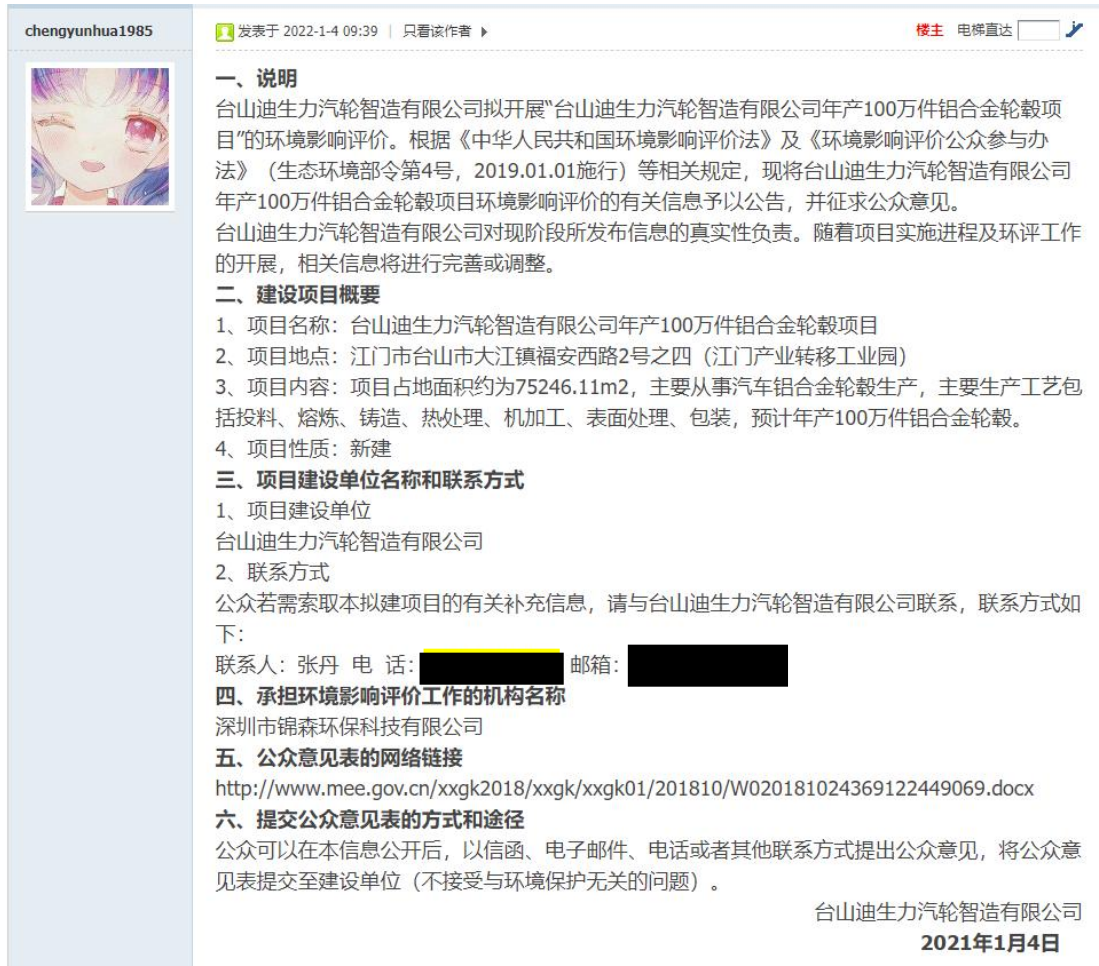 chengyunhua1985
发表于 2022-1-4 09:39 | 只看该作者
楼主 电梯直达
一、说明
台山迪生力汽轮智造有限公司拟开展“台山迪生力汽轮智造有限公司年产100万件铝合金轮毂项
目”的环境影响评价。根据《中华人民共和国环境影响评价法》及《环境影响评价公众参与办
法》（生态环境部令第4号，2019.01.01施行）等相关规定，现将台山迪生力汽轮智造有限公司
年产100万件铝合金轮毂项目环境影响评价的有关信息予以公告，并征求公众意见。
台山迪生力汽轮智造有限公司对现阶段所发布信息的真实性负责。随着项目实施进程及环评工作
的开展，相关信息将进行完善或调整。
二、建设项目概要
1、项目名称：台山迪生力汽轮智造有限公司年产100万件铝合金轮毂项目
2、项目地点：江门市台山市大江镇福安西路2号之四（江门产业转移工业园）
3、项目内容：项目占地面积约为75246.11m2，主要从事汽车铝合金轮毂生产，主要生产工艺包
括投料、熔炼、铸造、热处理、机加工、表面处理、包装，预计年产100万件铝合金轮毂。
4、项目性质：新建
三、项目建设单位名称和联系方式
1、项目建设单位
台山迪生力汽轮智造有限公司
2、联系方式
公众若需索取本拟建项目的有关补充信息，请与台山迪生力汽轮智造有限公司联系，联系方式如
下：
联系人：张丹 电 话： 邮箱：
四、承担环境影响评价工作的机构名称
深圳市锦森环保科技有限公司
五、公众意见表的网络链接
http://www.mee.gov.cn/xxgk2018/xxgk/xxgk01/201810/W020181024369122449069.docx
六、提交公众意见表的方式和途径
公众可以在本信息公开后，以信函、电子邮件、电话或者其他联系方式提出公众意见，将公众意
见表提交至建设单位（不接受与环境保护无关的问题）。
台山迪生力汽轮智造有限公司
2021年1月4日